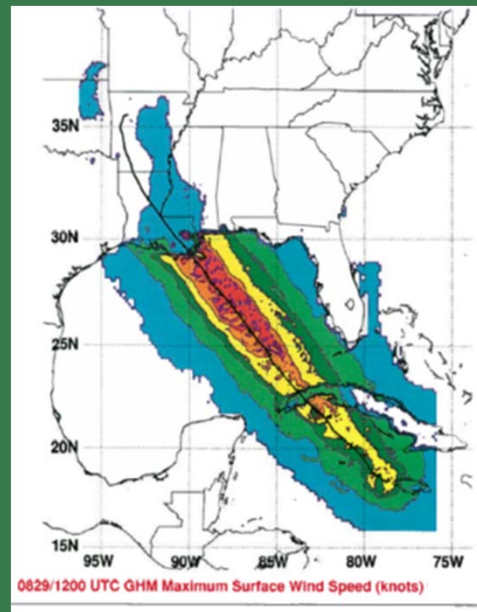 35N
30N
25N
20N
15N
95W 90W 85W 80W 75W
0829/1200 UTC GHM Maximum Surface Wind Speed (knots)